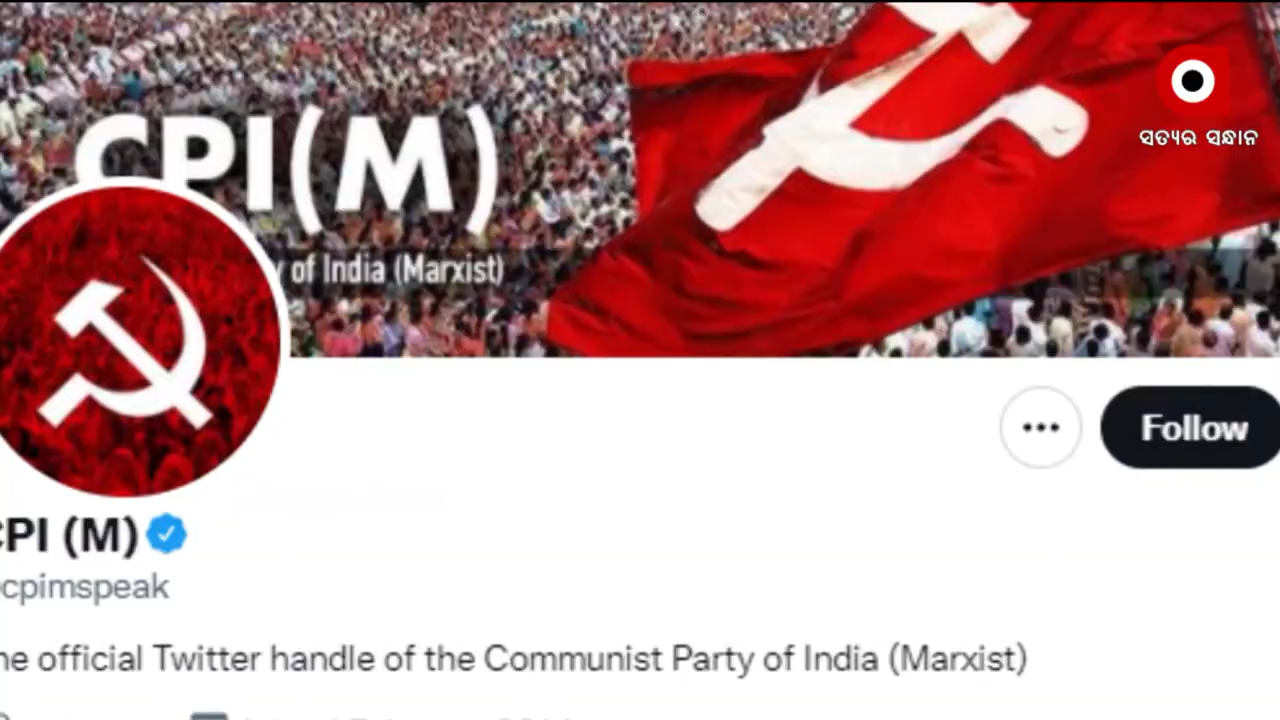 CPI(M)
of India (Marxist)
ସତ୍ୟର ସନ୍ଧାନ
Follow
CPI (M)
cpimspeak
official Twitter handle of the Communist Party of India (Marxist)